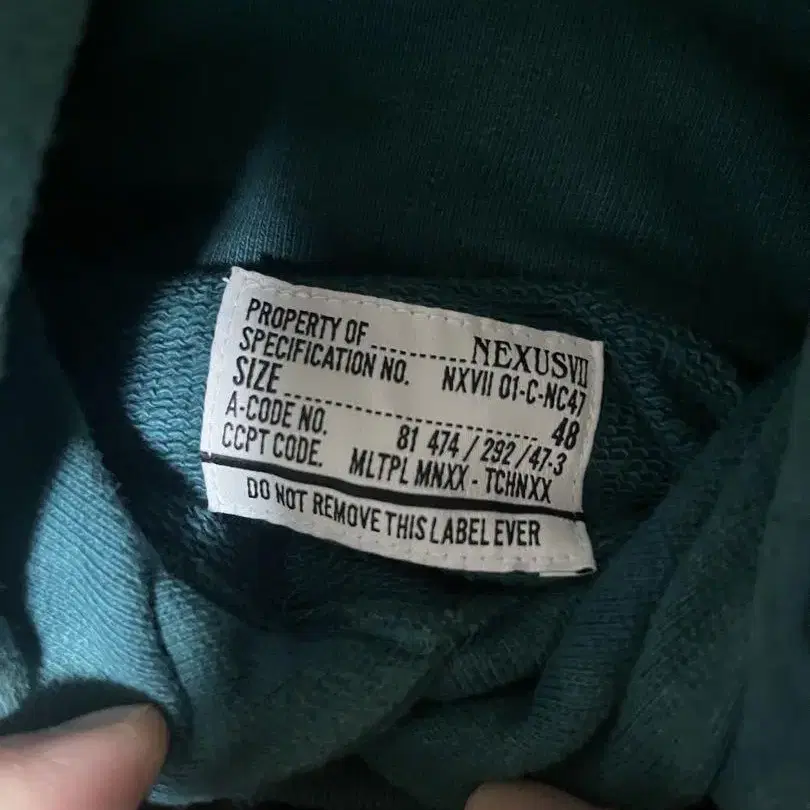 PROPERTY OF............NEXUSVII
SPECIFICATION NO. NXVII 01-C-NC47
SIZE..............................48
A-CODE NO. 81 474 / 292 / 47-3
CCPT CODE. MLTPL MNXX - TCHNXX
DO NOT REMOVE THIS LABEL EVER